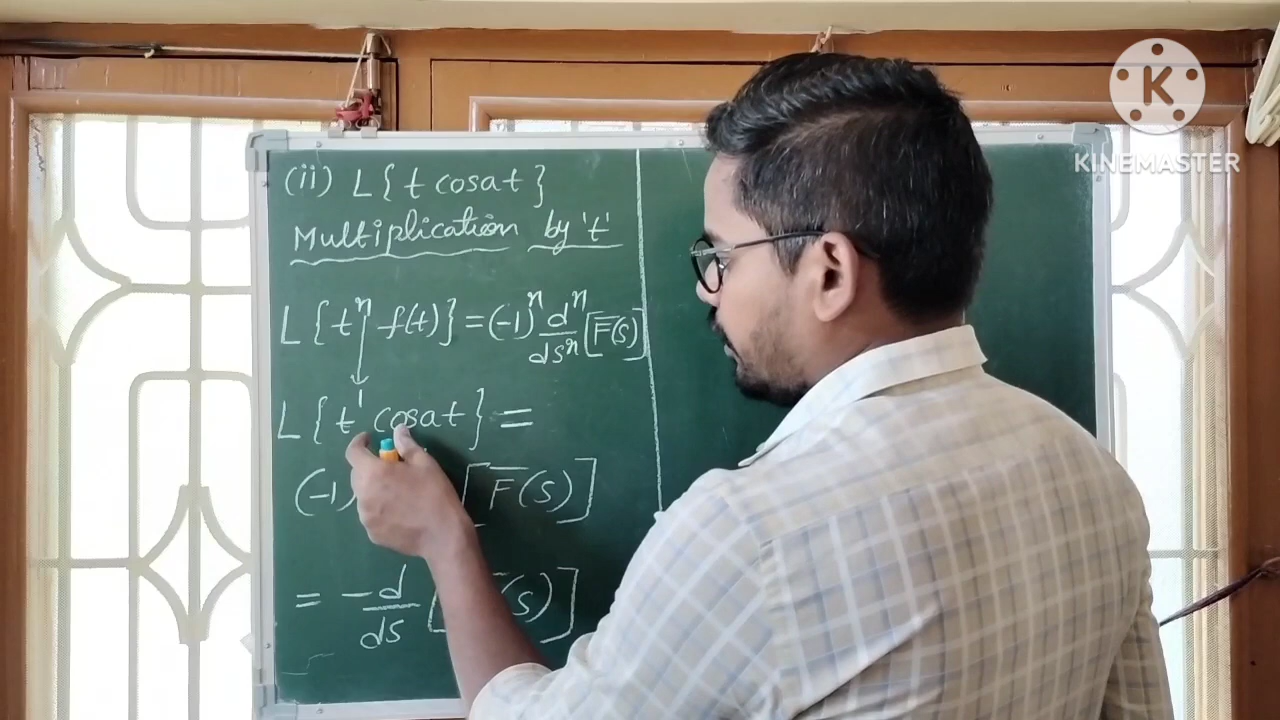 (ii) L{t cosat}
Multiplication by 't'
L{tⁿ f(t)} = (-1)ⁿ dⁿ/dsⁿ [F̅(s)]
L{t¹ cosat} =
(-1) [F̅(s)]
= -d/ds [ (s)]
K
KINEMASTER